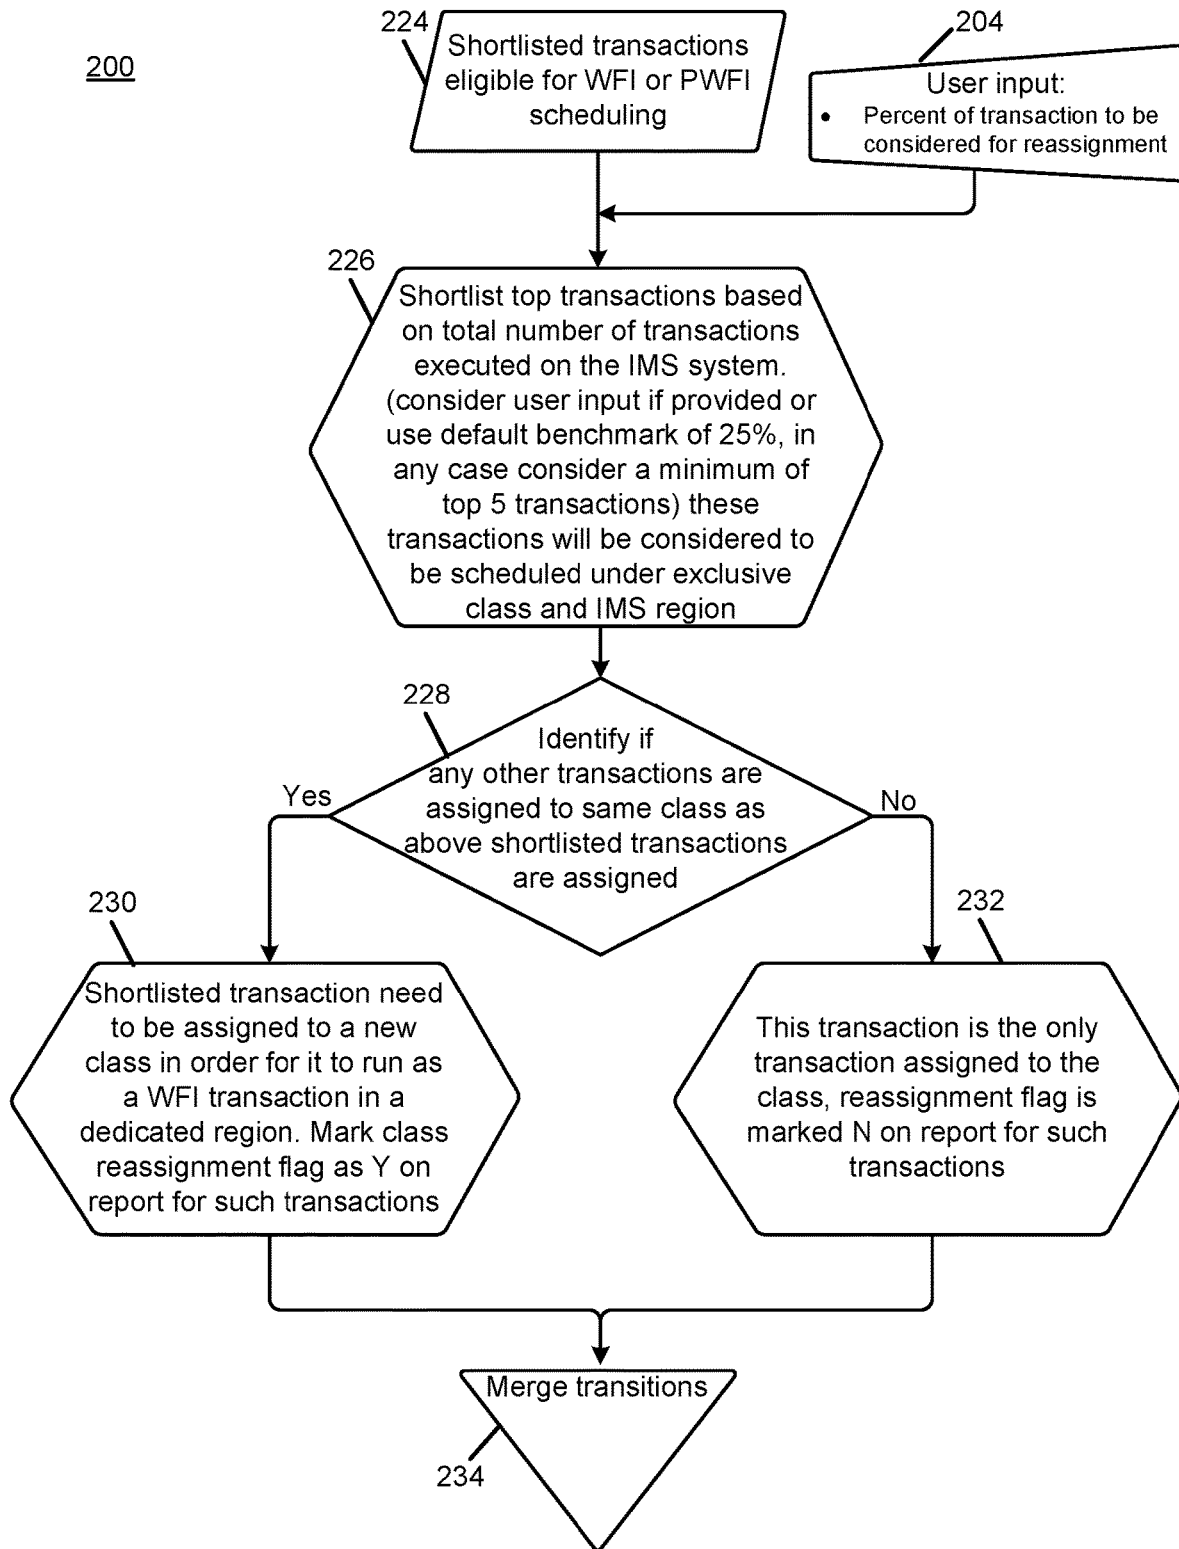 200
224
Shortlisted transactions
eligible for WFI or PWFI
scheduling
204
User input:
• Percent of transaction to be
considered for reassignment
226
Shortlist top transactions based
on total number of transactions
executed on the IMS system.
(consider user input if provided or
use default benchmark of 25%, in
any case consider a minimum of
top 5 transactions) these
transactions will be considered to
be scheduled under exclusive
class and IMS region
228
Identify if
any other transactions are
assigned to same class as
above shortlisted transactions
are assigned
Yes
No
230
Shortlisted transaction need
to be assigned to a new
class in order for it to run as
a WFI transaction in a
dedicated region. Mark class
reassignment flag as Y on
report for such transactions
232
This transaction is the only
transaction assigned to the
class, reassignment flag is
marked N on report for such
transactions
Merge transitions
234